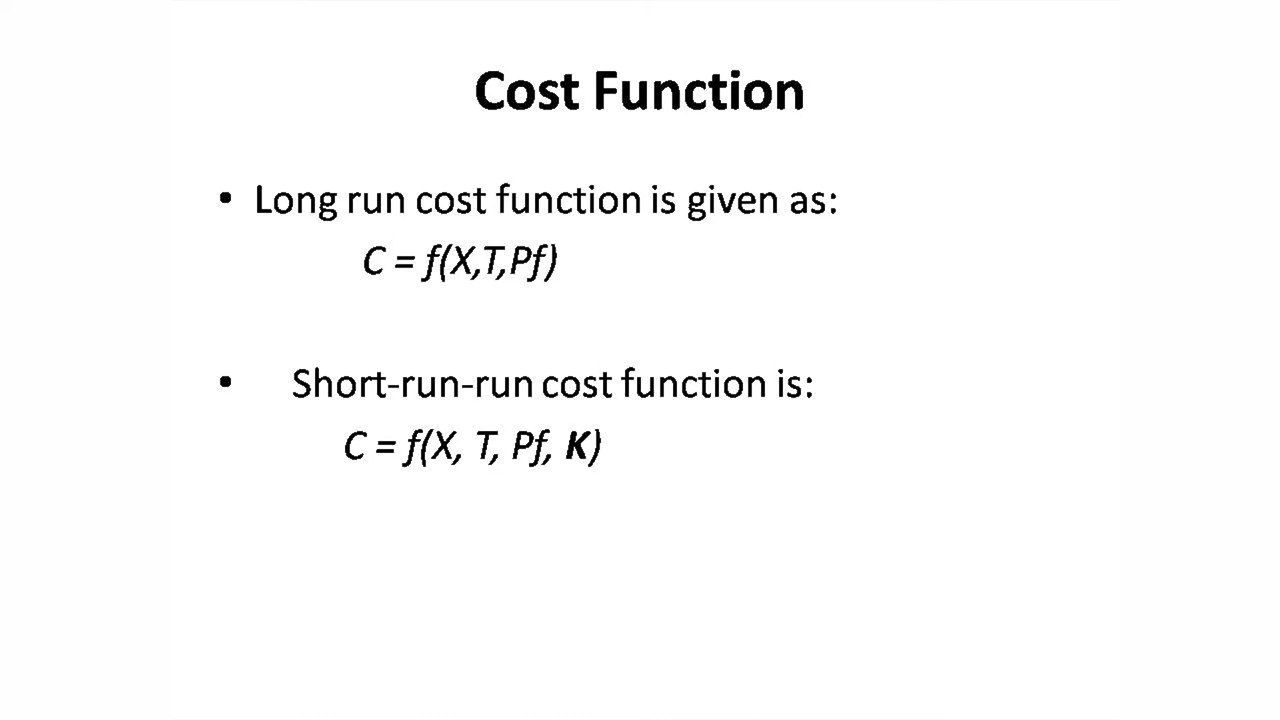 Cost Function
• Long run cost function is given as:
C = f(X,T,Pf)
• Short-run-run cost function is:
C = f(X, T, Pf, K)